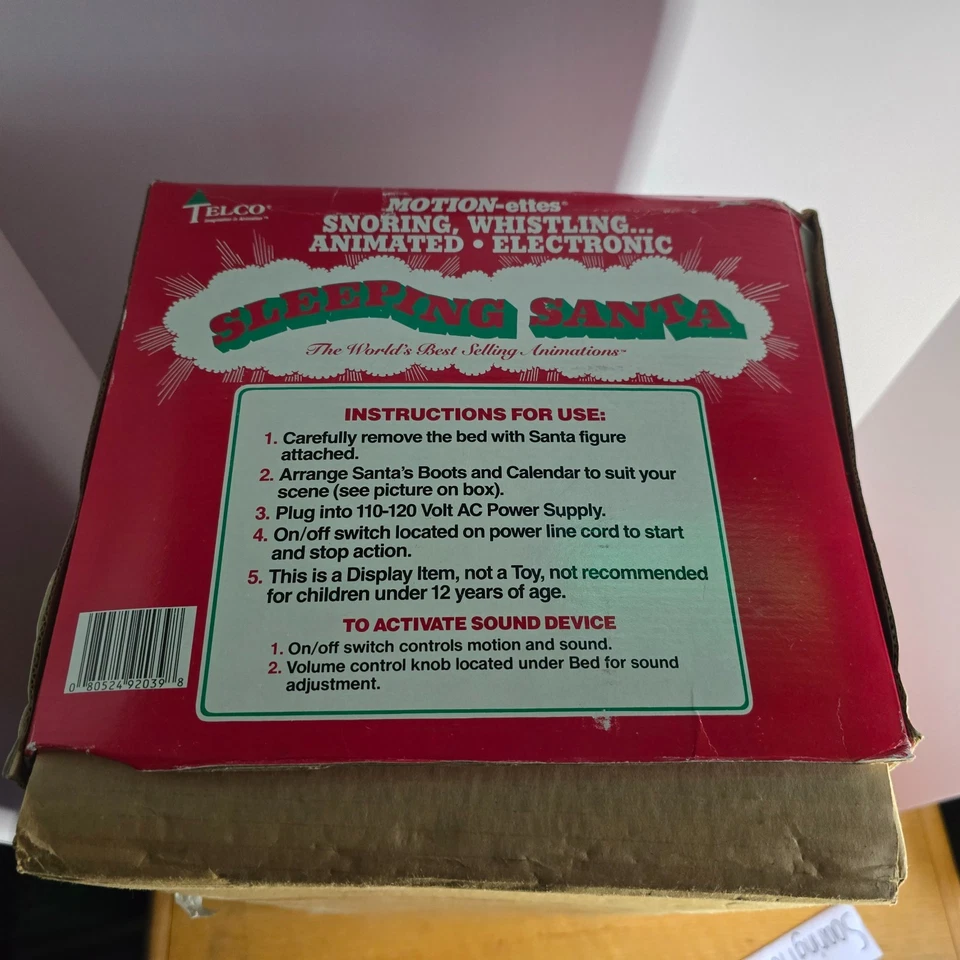 TELCO®
MOTION-ettes®
SNORING, WHISTLING...
ANIMATED • ELECTRONIC
SLEEPING SANTA
The World's Best Selling Animations™
INSTRUCTIONS FOR USE:
1. Carefully remove the bed with Santa figure
attached.
2. Arrange Santa's Boots and Calendar to suit your
scene (see picture on box).
3. Plug into 110-120 Volt AC Power Supply.
4. On/off switch located on power line cord to start
and stop action.
5. This is a Display Item, not a Toy, not recommended
for children under 12 years of age.
TO ACTIVATE SOUND DEVICE
1. On/off switch controls motion and sound.
2. Volume control knob located under Bed for sound
adjustment.
0 80524 92039 8